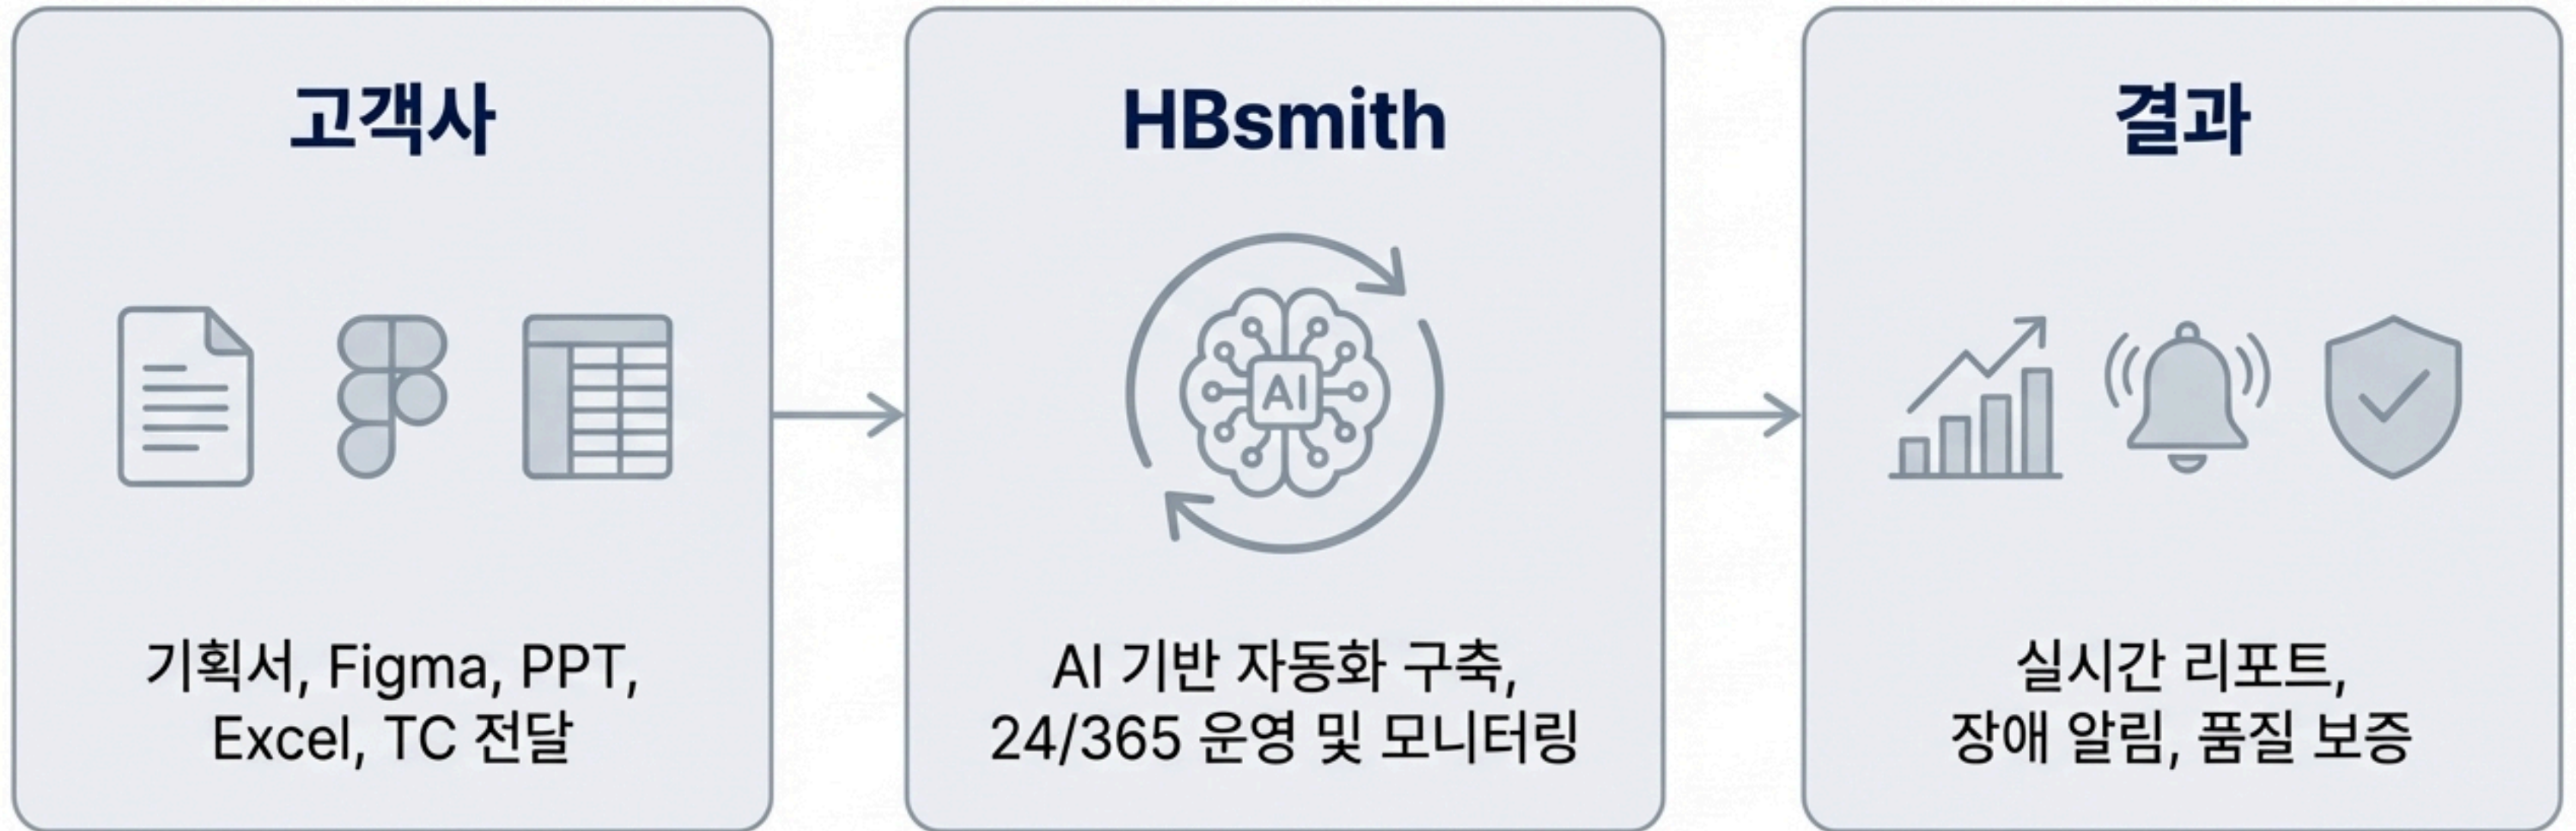 고객사
기획서, Figma, PPT,
Excel, TC 전달
HBsmith
AI
AI 기반 자동화 구축,
24/365 운영 및 모니터링
결과
실시간 리포트,
장애 알림, 품질 보증